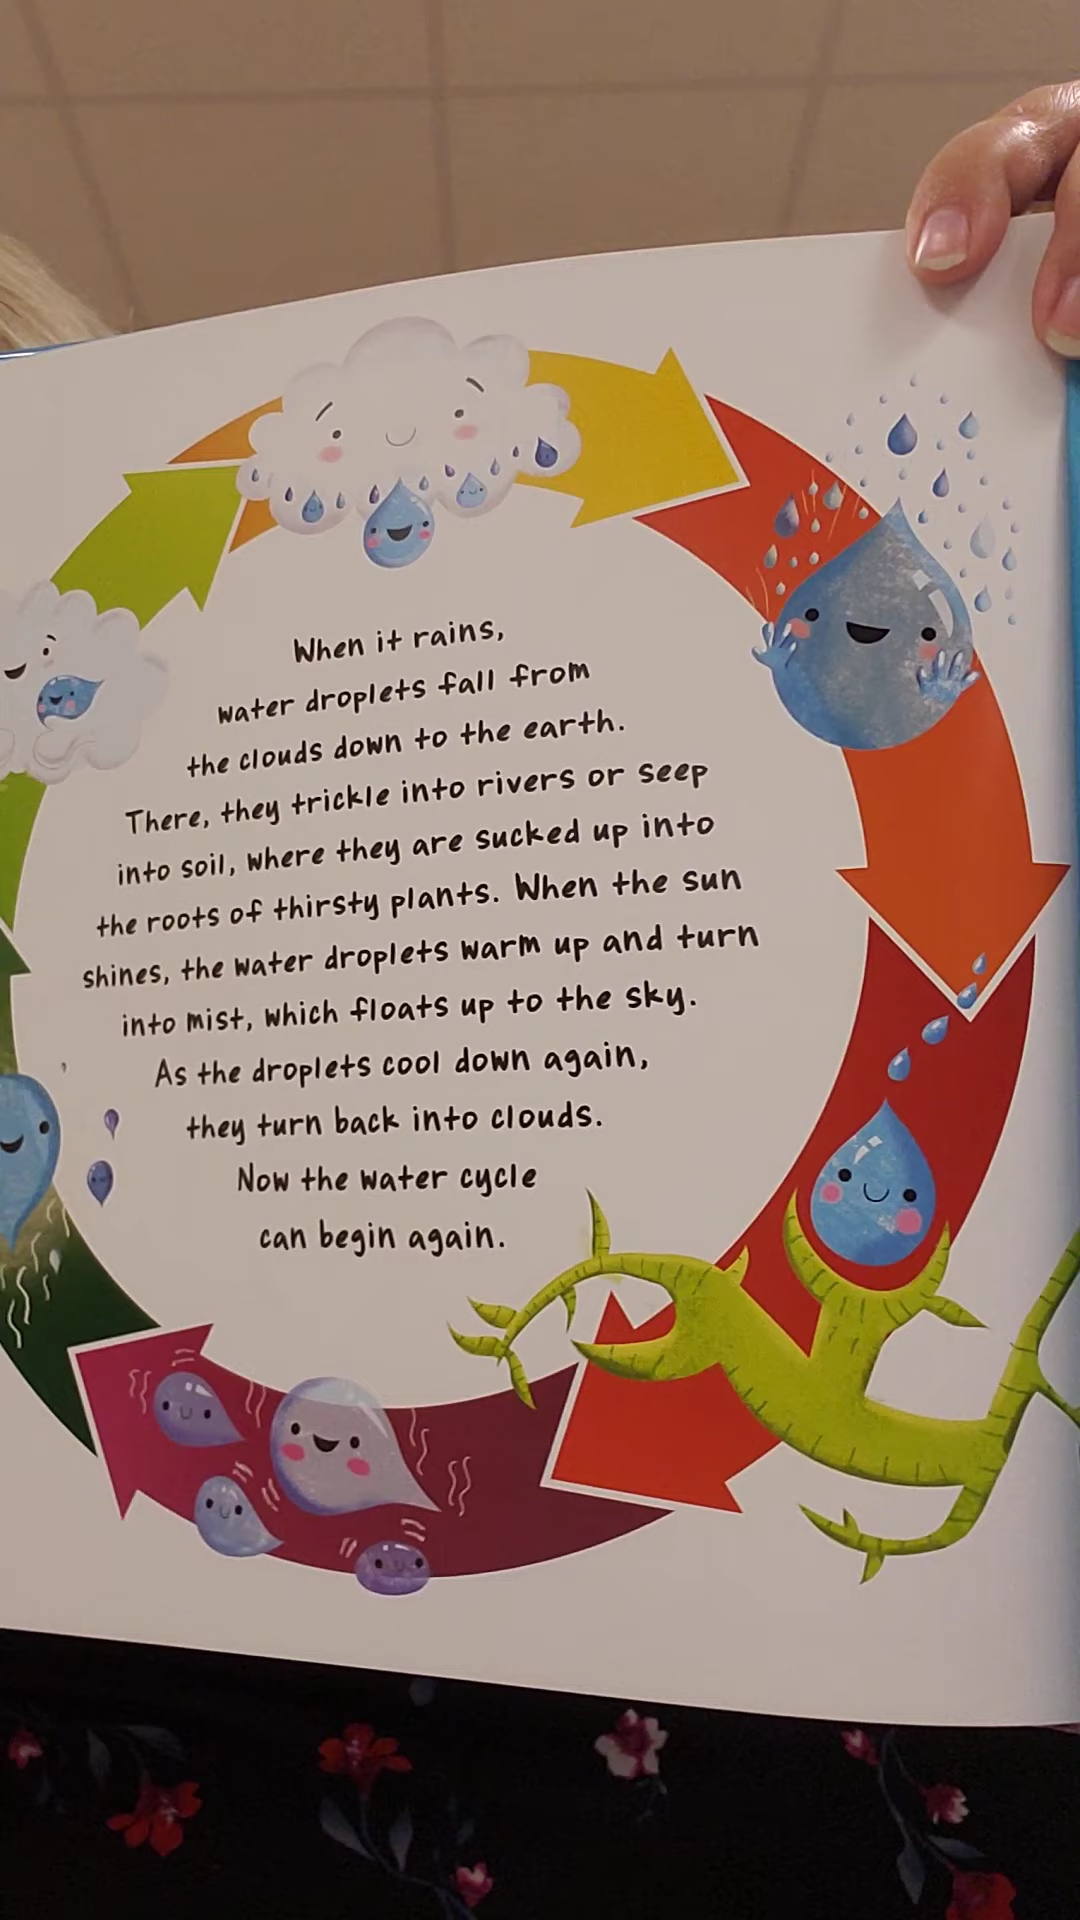 When it rains,
water droplets fall from
the clouds down to the earth.
There, they trickle into rivers or seep
into soil, where they are sucked up into
the roots of thirsty plants. When the sun
shines, the water droplets warm up and turn
into mist, which floats up to the sky.
As the droplets cool down again,
they turn back into clouds.
Now the water cycle
can begin again.